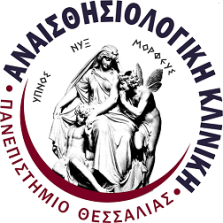 ΑΝΑΙΣΘΗΣΙΟΛΟΓΙΚΗ ΚΛΙΝΙΚΗ
ΥΠΝΟΣ
ΝΥΞ
ΜΟΡΦΕΥΣ
• ΠΑΝΕΠΙΣΤΗΜΙΟ ΘΕΣΣΑΛΙΑΣ •